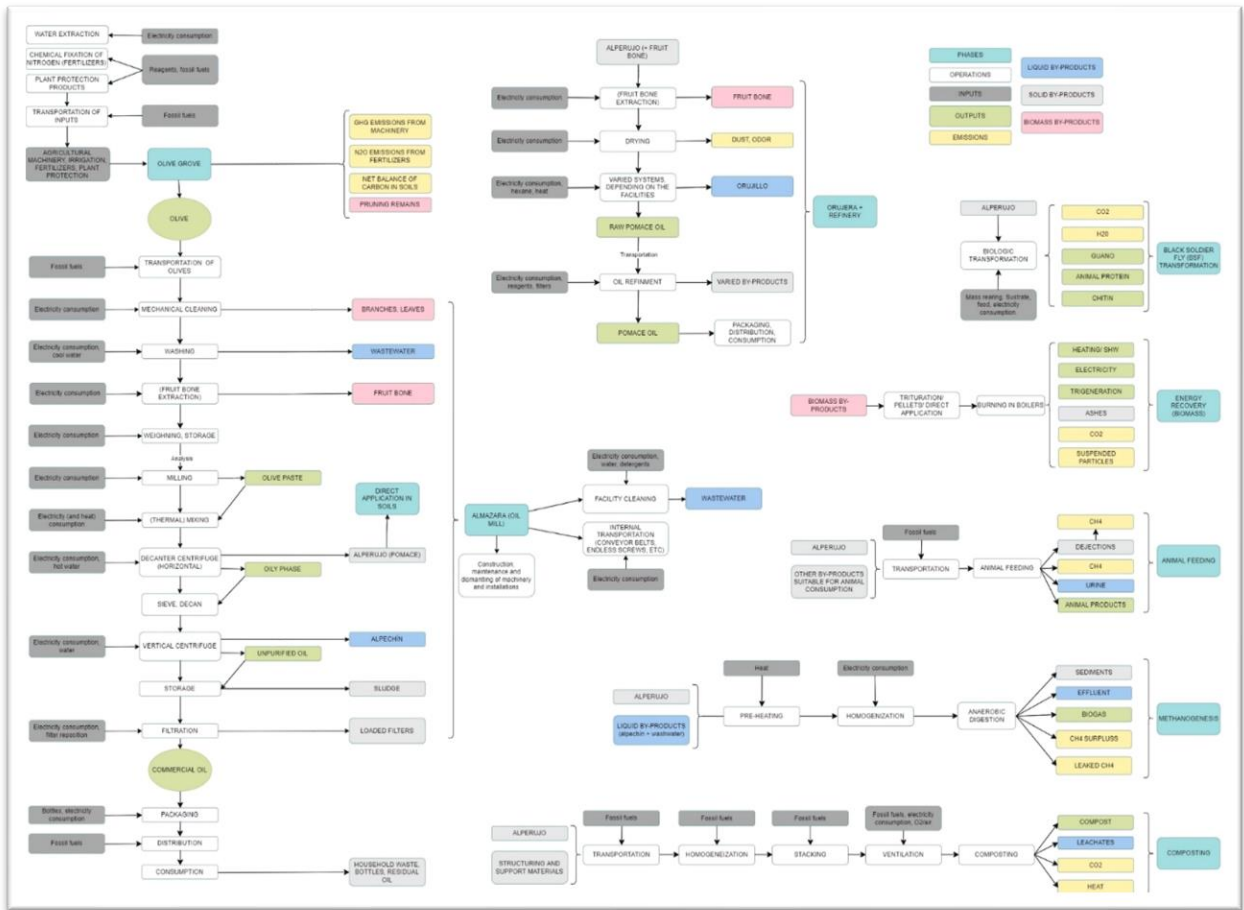 WATER EXTRACTION
Electricity consumption
CHEMICAL FIXATION OF
NITROGEN (FERTILIZERS)
Reagents, fossil fuels
PLANT PROTECTION
PRODUCTS
TRANSPORTATION OF
INPUTS
Fossil fuels
AGRICULTURAL
MACHINERY, IRRIGATION,
FERTILIZERS, PLANT
PROTECTION
OLIVE GROVE
GHG EMISSIONS FROM
MACHINERY
N2O EMISSIONS FROM
FERTILIZERS
NET BALANCE OF
CARBON IN SOILS
PRUNING REMAINS
OLIVE
Fossil fuels
TRANSPORTATION OF
OLIVES
Electricity consumption
MECHANICAL CLEANING
BRANCHES, LEAVES
Electricity consumption,
cool water
WASHING
WASTEWATER
Electricity consumption
(FRUIT BONE
EXTRACTION)
FRUIT BONE
Electricity consumption
WEIGHNING, STORAGE
Analysis
Electricity consumption
MILLING
OLIVE PASTE
Electricity (and heat)
consumption
(THERMAL) MIXING
DIRECT
APPLICATION IN
SOILS
Electricity consumption,
hot water
DECANTER CENTRIFUGE
(HORIZONTAL)
ALPERUJO (POMACE)
OILY PHASE
SIEVE, DECAN
Electricity consumption,
water
VERTICAL CENTRIFUGE
ALPECHÍN
UNPURIFIED OIL
STORAGE
SLUDGE
Electricity consumption,
filter reposition
FILTRATION
LOADED FILTERS
COMMERCIAL OIL
Bottles, electricity
consumption
PACKAGING
Fossil fuels
DISTRIBUTION
CONSUMPTION
HOUSEHOLD WASTE,
BOTTLES, RESIDUAL
OIL
ALMAZARA (OIL
MILL)
Construction,
maintenance and
dismantling of machinery
and installations
Electricity consumption,
water, detergents
FACILITY CLEANING
WASTEWATER
INTERNAL
TRANSPORTATION
(CONVEYOR BELTS,
ENDLESS SCREWS, ETC)
Electricity consumption
ALPERUJO (+ FRUIT
BONE)
Electricity consumption
(FRUIT BONE
EXTRACTION)
FRUIT BONE
Electricity consumption
DRYING
DUST, ODOR
Electricity consumption,
hexane, heat
VARIED SYSTEMS,
DEPENDING ON THE
FACILITIES
ORUJILLO
RAW POMACE OIL
Transportation
Electricity consumption,
reagents, filters
OIL REFINMENT
VARIED BY-PRODUCTS
POMACE OIL
PACKAGING,
DISTRIBUTION,
CONSUMPTION
ORUJERA +
REFINERY
PHASES
OPERATIONS
INPUTS
OUTPUTS
EMISSIONS
LIQUID BY-PRODUCTS
SOLID BY-PRODUCTS
BIOMASS BY-PRODUCTS
ALPERUJO
BIOLOGIC
TRANSFORMATION
Mass rearing:
food, electricity
consumption
CO2
H20
GUANO
ANIMAL PROTEIN
CHITIN
BLACK SOLDIER
FLY (BSF)
TRANSFORMATION
BIOMASS BY-
PRODUCTS
TRITURATION/
PELLETS/ DIRECT
APPLICATION
BURNING IN BOILERS
HEATING/ SHW
ELECTRICITY
TRIGENERATION
ASHES
CO2
SUSPENDED
PARTICLES
ENERGY
RECOVERY
(BIOMASS)
ALPERUJO
OTHER BY-PRODUCTS
SUITABLE FOR ANIMAL
CONSUMPTION
Fossil fuels
TRANSPORTATION
ANIMAL FEEDING
CH4
DEJECTIONS
CH4
URINE
ANIMAL PRODUCTS
ANIMAL FEEDING
ALPERUJO
LIQUID BY-PRODUCTS
(alpechin + wastwater)
Heat
PRE-HEATING
Electricity consumption
HOMOGENIZATION
ANAEROBIC
DIGESTION
SEDIMENTS
EFFLUENT
BIOGAS
CH4 SURPLUSS
LEAKED CH4
METHANOGENESIS
ALPERUJO
STRUCTURING AND
SUPPORT MATERIALS
Fossil fuels
TRANSPORTATION
Fossil fuels
HOMOGENEIZATION
Fossil fuels
STACKING
Fossil fuels, electricity
VENTILATION
COMPOSTING
COMPOST
LEACHATES
CO2
HEAT
COMPOSTING